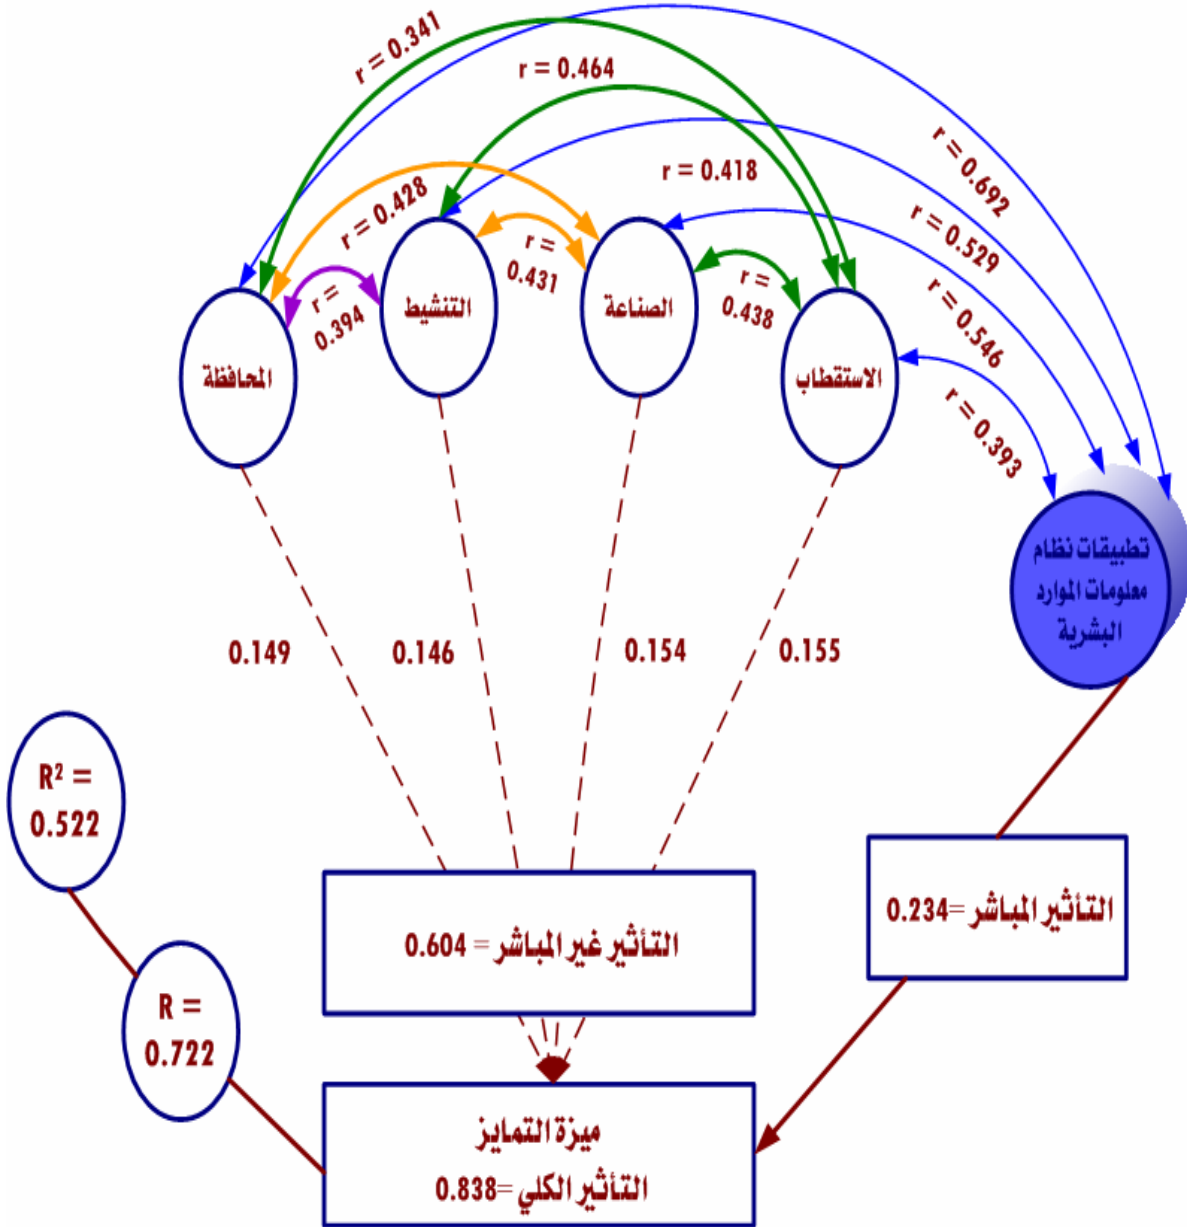 r = 0.341
r = 0.464
r = 0.692
r = 0.418
r = 0.428
r = 0.529
r =
0.431
r =
0.438
r =
0.394
r = 0.546
r = 0.393
المحافظة
التنشيط
الصناعة
الاستقطاب
تطبيقات نظام
معلومات الموارد
البشرية
0.149
0.146
0.154
0.155
R² =
0.522
التأثير المباشر=0.234
التأثير غير المباشر = 0.604
R =
0.722
ميزة التمايز
التأثير الكلي=0.838